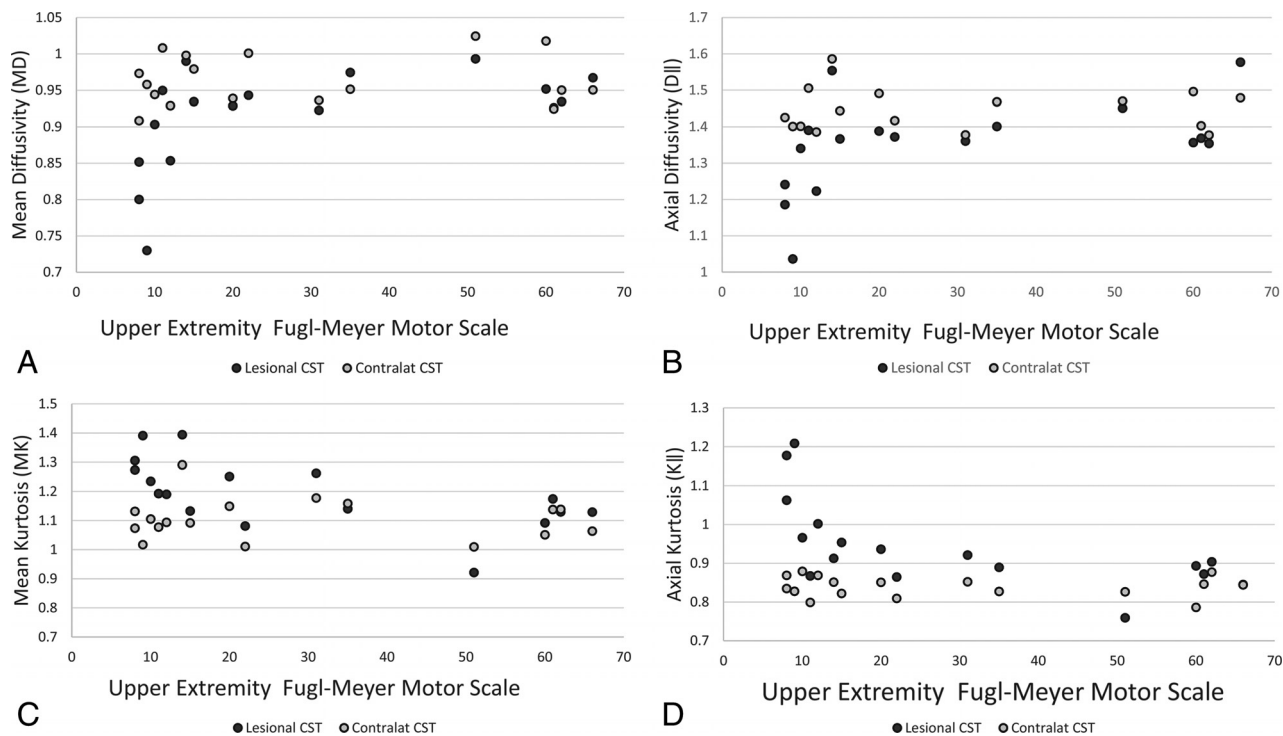 1.05
1
0.95
0.9
0.85
0.8
0.75
0.7
Mean Diffusivity (MD)
0 10 20 30 40 50 60 70
Upper Extremity Fugl-Meyer Motor Scale
A
Lesional CST Contralat CST
1.7
1.6
1.5
1.4
1.3
1.2
1.1
1
Axial Diffusivity (D‖)
0 10 20 30 40 50 60 70
Upper Extremity Fugl-Meyer Motor Scale
B
Lesional CST Contralat CST
1.5
1.4
1.3
1.2
1.1
1
0.9
0.8
0.7
Mean Kurtosis (MK)
0 10 20 30 40 50 60 70
Upper Extremity Fugl-Meyer Motor Scale
C
Lesional CST Contralat CST
1.3
1.2
1.1
1
0.9
0.8
0.7
Axial Kurtosis (K‖)
0 10 20 30 40 50 60 70
Upper Extremity Fugl-Meyer Motor Scale
D
Lesional CST Contralat CST